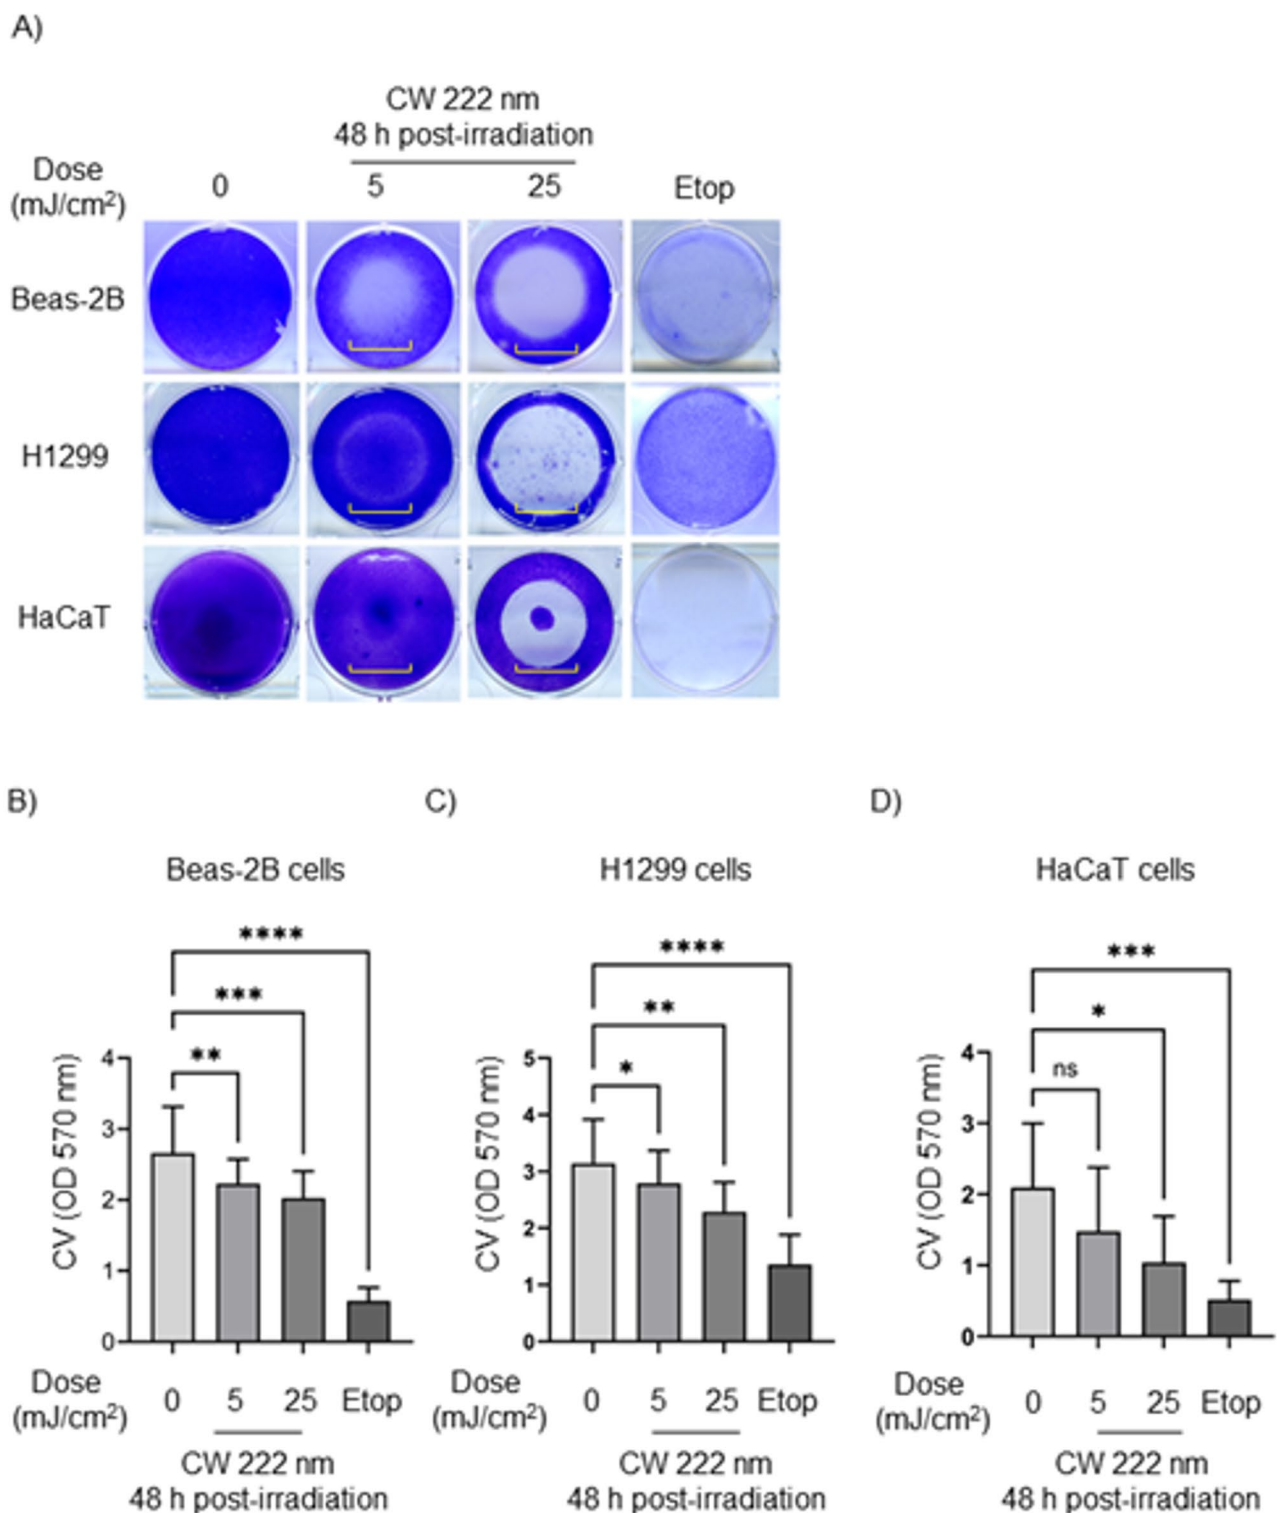 A)
CW 222 nm
48 h post-irradiation
Dose
(mJ/cm²)
0 5 25 Etop
Beas-2B
H1299
HaCaT
B) C) D)
Beas-2B cells
****
***
**
CV (OD 570 nm)
4
3
2
1
0
Dose
(mJ/cm²)
0 5 25 Etop
CW 222 nm
48 h post-irradiation
H1299 cells
****
**
*
CV (OD 570 nm)
5
4
3
2
1
0
Dose
(mJ/cm²)
0 5 25 Etop
CW 222 nm
48 h post-irradiation
HaCaT cells
***
*
ns
CV (OD 570 nm)
4
3
2
1
0
Dose
(mJ/cm²)
0 5 25 Etop
CW 222 nm
48 h post-irradiation